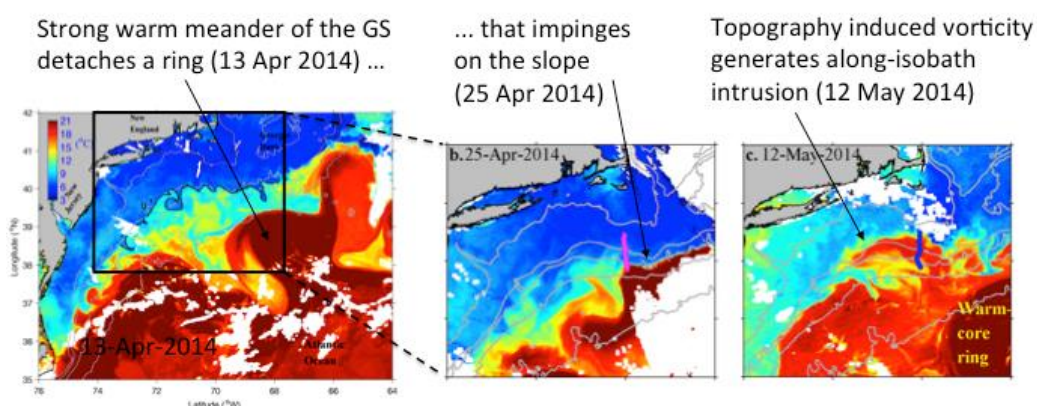 Strong warm meander of the GS
detaches a ring (13 Apr 2014) ...
... that impinges
on the slope
(25 Apr 2014)
Topography induced vorticity
generates along-isobath
intrusion (12 May 2014)
42
41
40
39
38
37
36
35
76
74
72
70
68
66
64
Longitude (°N)
Latitude (°W)
21
18
15
12
9
6
3
(°C)
New
England
New
Jersey
13-Apr-2014
Atlantic
Ocean
b. 25-Apr-2014
c. 12-May-2014
Warm-
core
ring